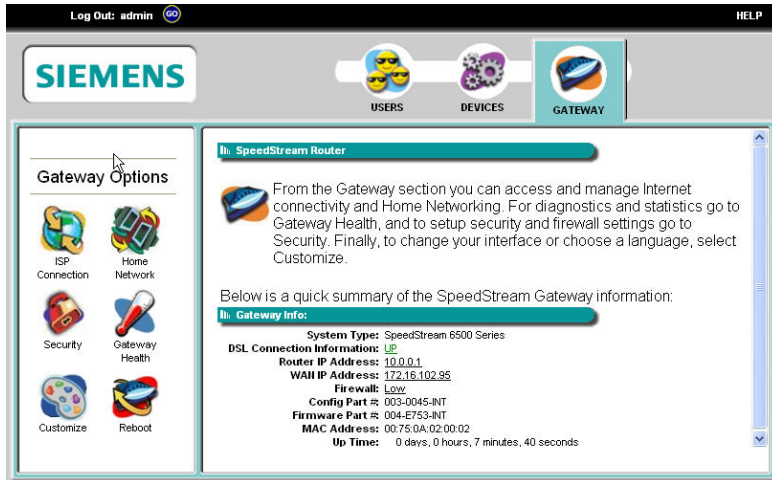 Log Out: admin GO
HELP
SIEMENS
USERS
DEVICES
GATEWAY
Gateway Options
ISP
Connection
Home
Network
Security
Gateway
Health
Customize
Reboot
SpeedStream Router
From the Gateway section you can access and manage Internet
connectivity and Home Networking. For diagnostics and statistics go to
Gateway Health, and to setup security and firewall settings go to
Security. Finally, to change your interface or choose a language, select
Customize.
Below is a quick summary of the SpeedStream Gateway information:
Gateway Info:
System Type: SpeedStream 6500 Series
DSL Connection Information: UP
Router IP Address: 10.0.0.1
WAN IP Address: 172.16.102.95
Firewall: Low
Config Part #: 003-0045-INT
Firmware Part #: 004-E753-INT
MAC Address: 00:75:0A:02:00:02
Up Time: 0 days, 0 hours, 7 minutes, 40 seconds